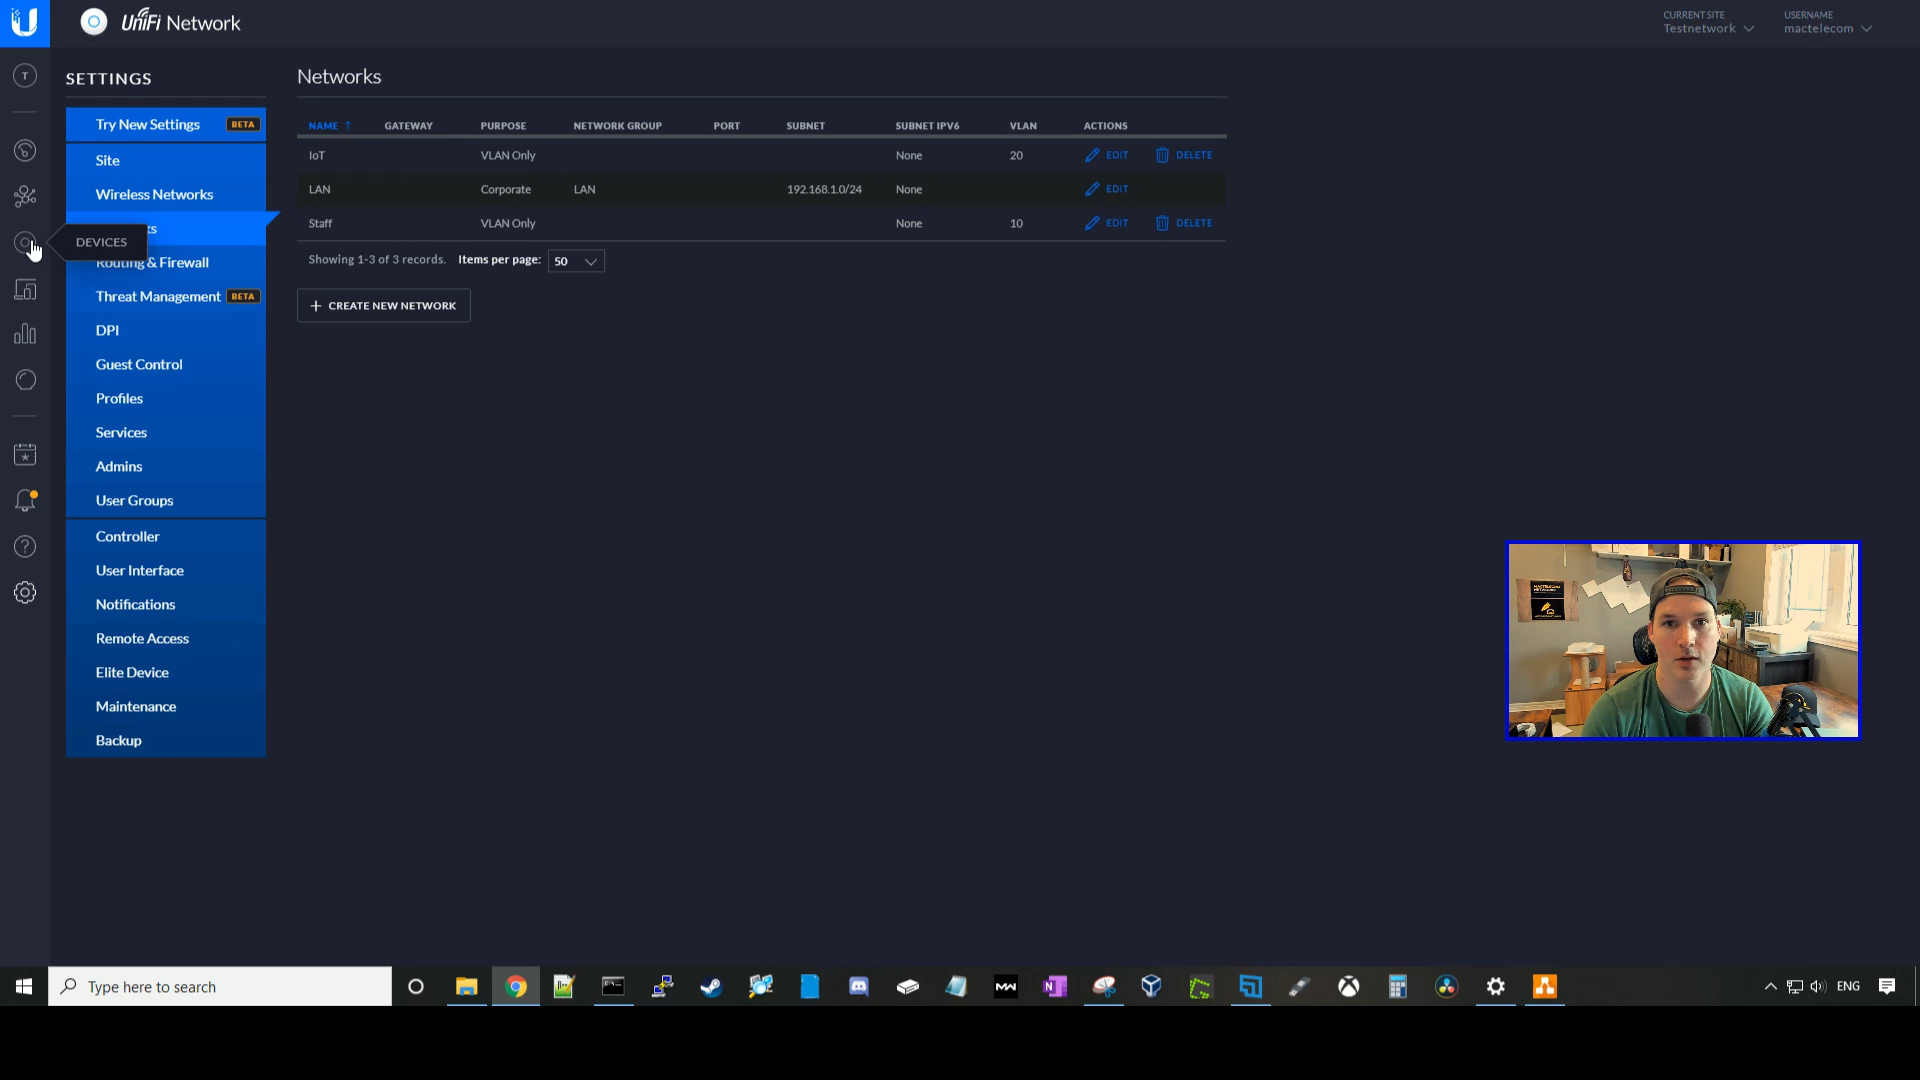 UniFi Network
CURRENT SITE
Testnetwork
USERNAME
mactelecom
T
SETTINGS
Try New Settings BETA
Site
Wireless Networks
ks
DEVICES
Routing & Firewall
Threat Management BETA
DPI
Guest Control
Profiles
Services
Admins
User Groups
Controller
User Interface
Notifications
Remote Access
Elite Device
Maintenance
Backup
Networks
NAME ↑ GATEWAY PURPOSE NETWORK GROUP PORT SUBNET SUBNET IPV6 VLAN ACTIONS
IoT VLAN Only None 20 EDIT DELETE
LAN Corporate LAN 192.168.1.0/24 None EDIT
Staff VLAN Only None 10 EDIT DELETE
Showing 1-3 of 3 records. Items per page: 50
+ CREATE NEW NETWORK
MACTELECOM
NETWORKS
Type here to search
ENG